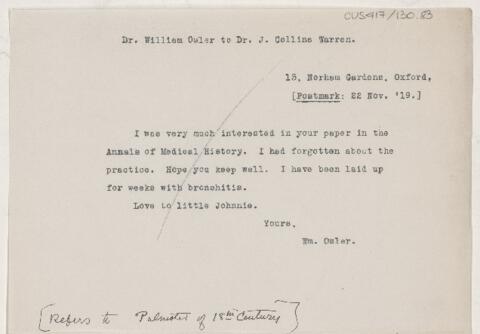 CUS417/130.83
Dr. William Osler to Dr. J. Collins Warren.
13, Norham Gardens, Oxford,
[Postmark: 22 Nov. '19.]
I was very much interested in your paper in the
Annals of Medical History. I had forgotten about the
practice. Hope you keep well. I have been laid up
for weeks with bronchitis.
Love to little Johnnie.
Yours,
Wm. Osler.
[Refers to Palmistet of 18th Century]